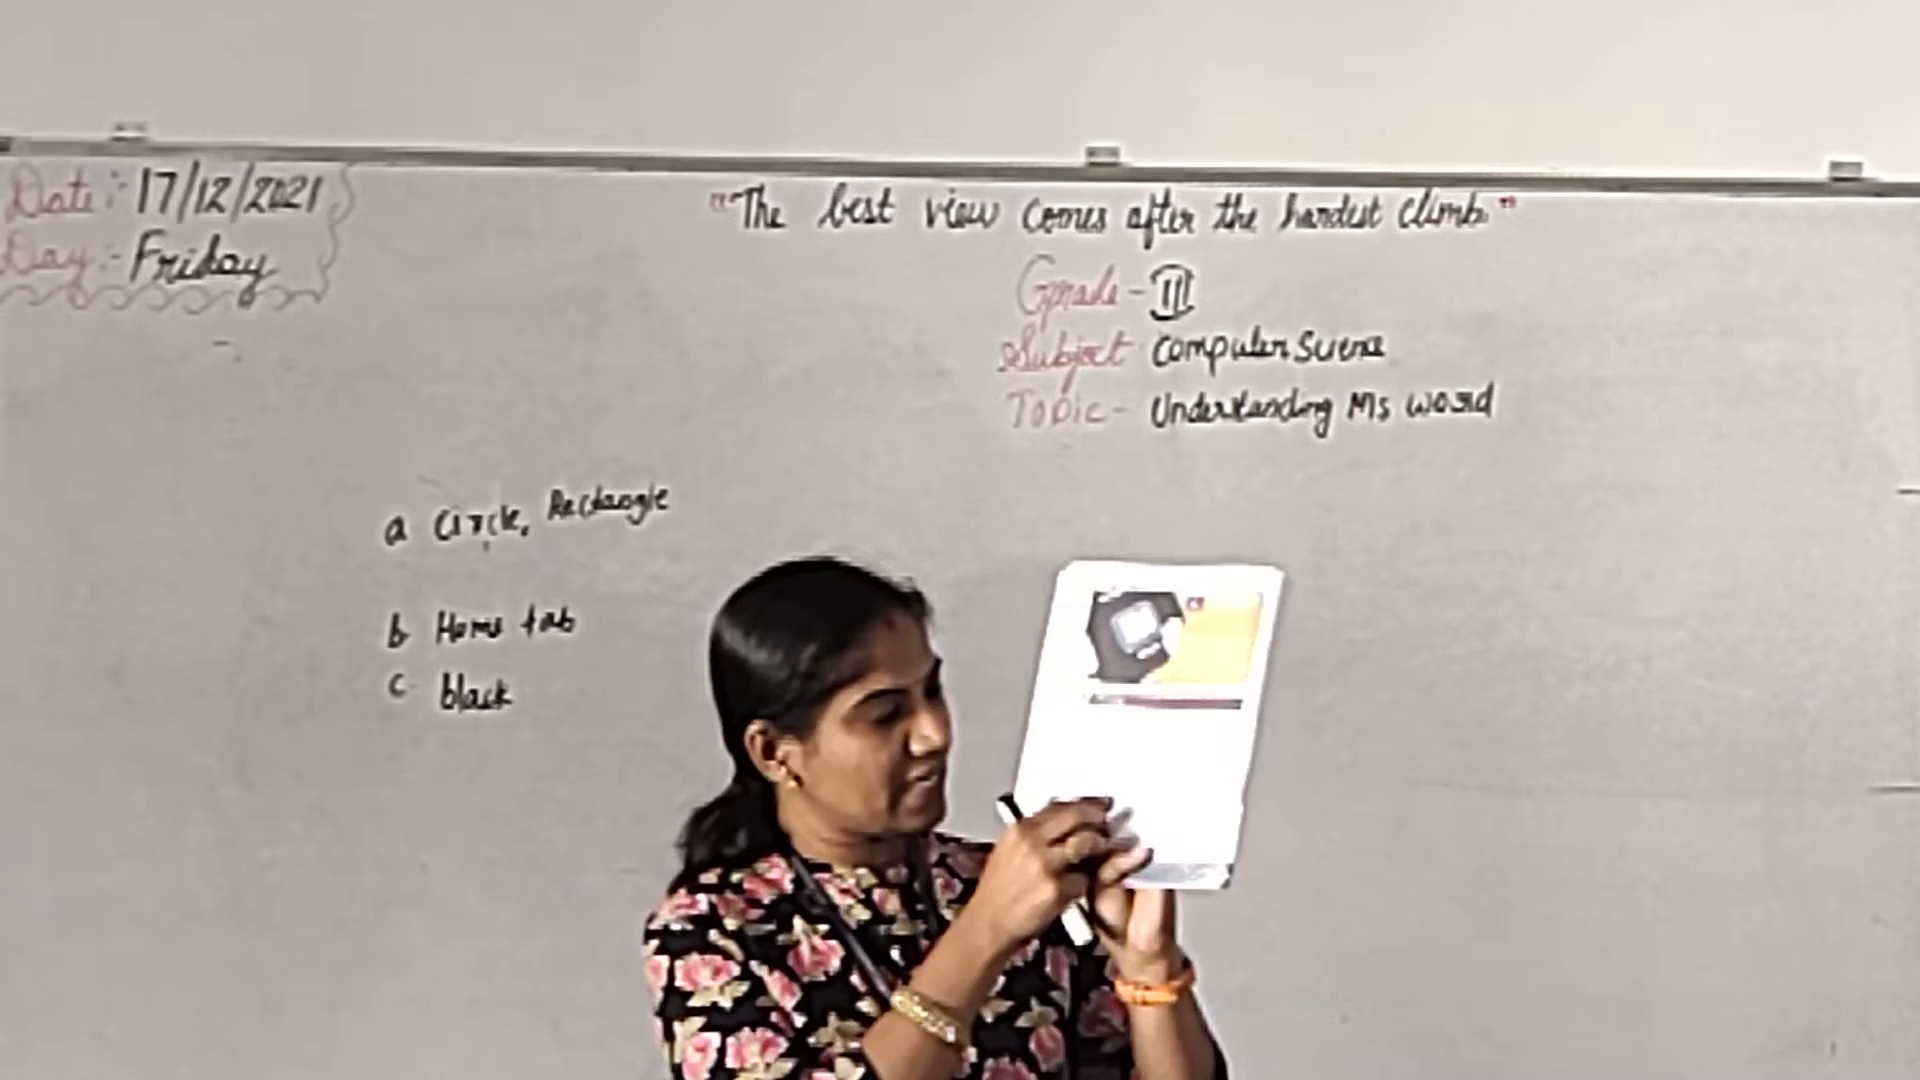 Date:- 17/12/2021
Day:- Friday
"The best view comes after the hardest climb."
Grade - III
Subject Computer Science
Topic - Understanding Ms word
a Circle, Rectangle
b Home tab
c black